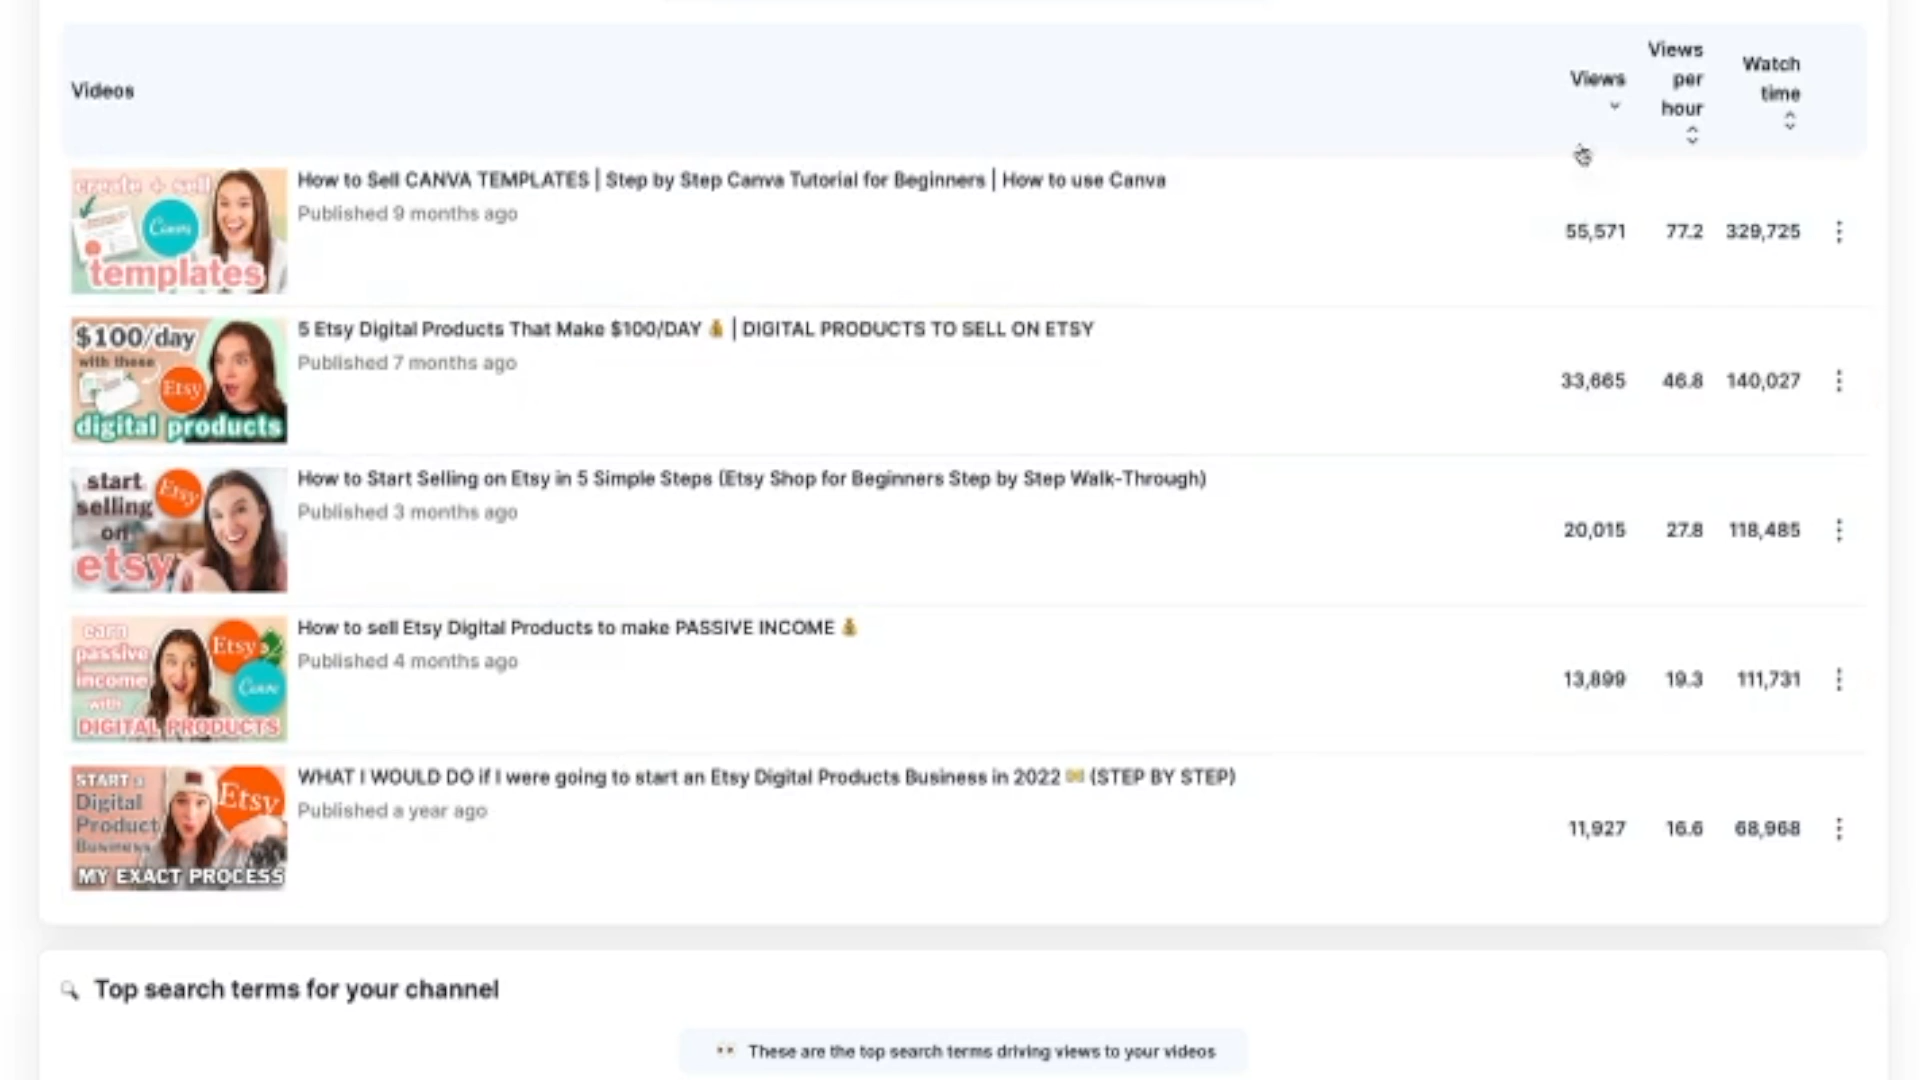 Videos
Views
Views per hour
Watch time
create + sell
Canva
templates
How to Sell CANVA TEMPLATES | Step by Step Canva Tutorial for Beginners | How to use Canva
Published 9 months ago
55,571 77.2 329,725
$100/day
with these
Etsy
digital products
5 Etsy Digital Products That Make $100/DAY 💰 | DIGITAL PRODUCTS TO SELL ON ETSY
Published 7 months ago
33,665 46.8 140,027
start
selling
on
etsy
Etsy
How to Start Selling on Etsy in 5 Simple Steps (Etsy Shop for Beginners Step by Step Walk-Through)
Published 3 months ago
20,015 27.8 118,485
earn
passive
income
with
DIGITAL PRODUCTS
Etsy
Canva
How to sell Etsy Digital Products to make PASSIVE INCOME 💰
Published 4 months ago
13,899 19.3 111,731
START a
Digital
Product
Business
Etsy
MY EXACT PROCESS
WHAT I WOULD DO if I were going to start an Etsy Digital Products Business in 2022 (STEP BY STEP)
Published a year ago
11,927 16.6 68,968
Top search terms for your channel
These are the top search terms driving views to your videos